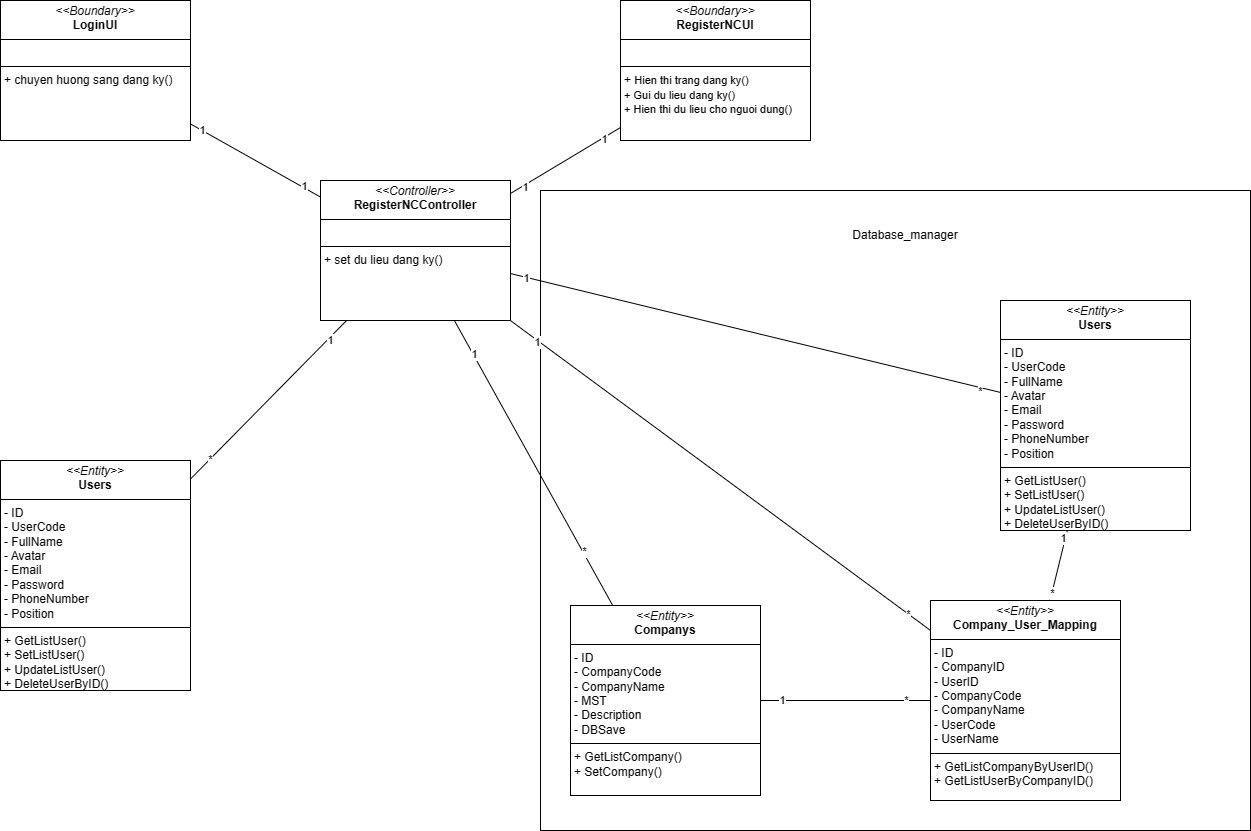 <<Boundary>>
LoginUI
+ chuyen huong sang dang ky()
<<Boundary>>
RegisterNCUI
+ Hien thi trang dang ky()
+ Gui du lieu dang ky()
+ Hien thi du lieu cho nguoi dung()
1
1
1
1
<<Controller>>
RegisterNCController
+ set du lieu dang ky()
Database_manager
1
*
1
*
1
*
1
*
<<Entity>>
Users
- ID
- UserCode
- FullName
- Avatar
- Email
- Password
- PhoneNumber
- Position
+ GetListUser()
+ SetListUser()
+ UpdateListUser()
+ DeleteUserByID()
1
*
<<Entity>>
Users
- ID
- UserCode
- FullName
- Avatar
- Email
- Password
- PhoneNumber
- Position
+ GetListUser()
+ SetListUser()
+ UpdateListUser()
+ DeleteUserByID()
<<Entity>>
Companys
- ID
- CompanyCode
- CompanyName
- MST
- Description
- DBSave
+ GetListCompany()
+ SetCompany()
1
*
<<Entity>>
Company_User_Mapping
- ID
- CompanyID
- UserID
- CompanyCode
- CompanyName
- UserCode
- UserName
+ GetListCompanyByUserID()
+ GetListUserByCompanyID()